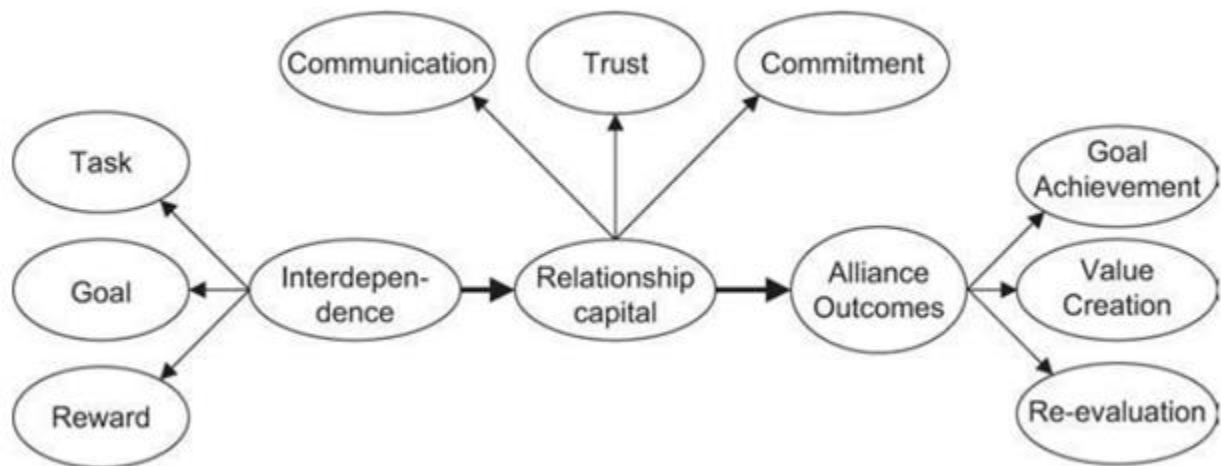 Communication
Trust
Commitment
Task
Goal
Achievement
Goal
Interdepen-
dence
Relationship
capital
Alliance
Outcomes
Value
Creation
Reward
Re-evaluation